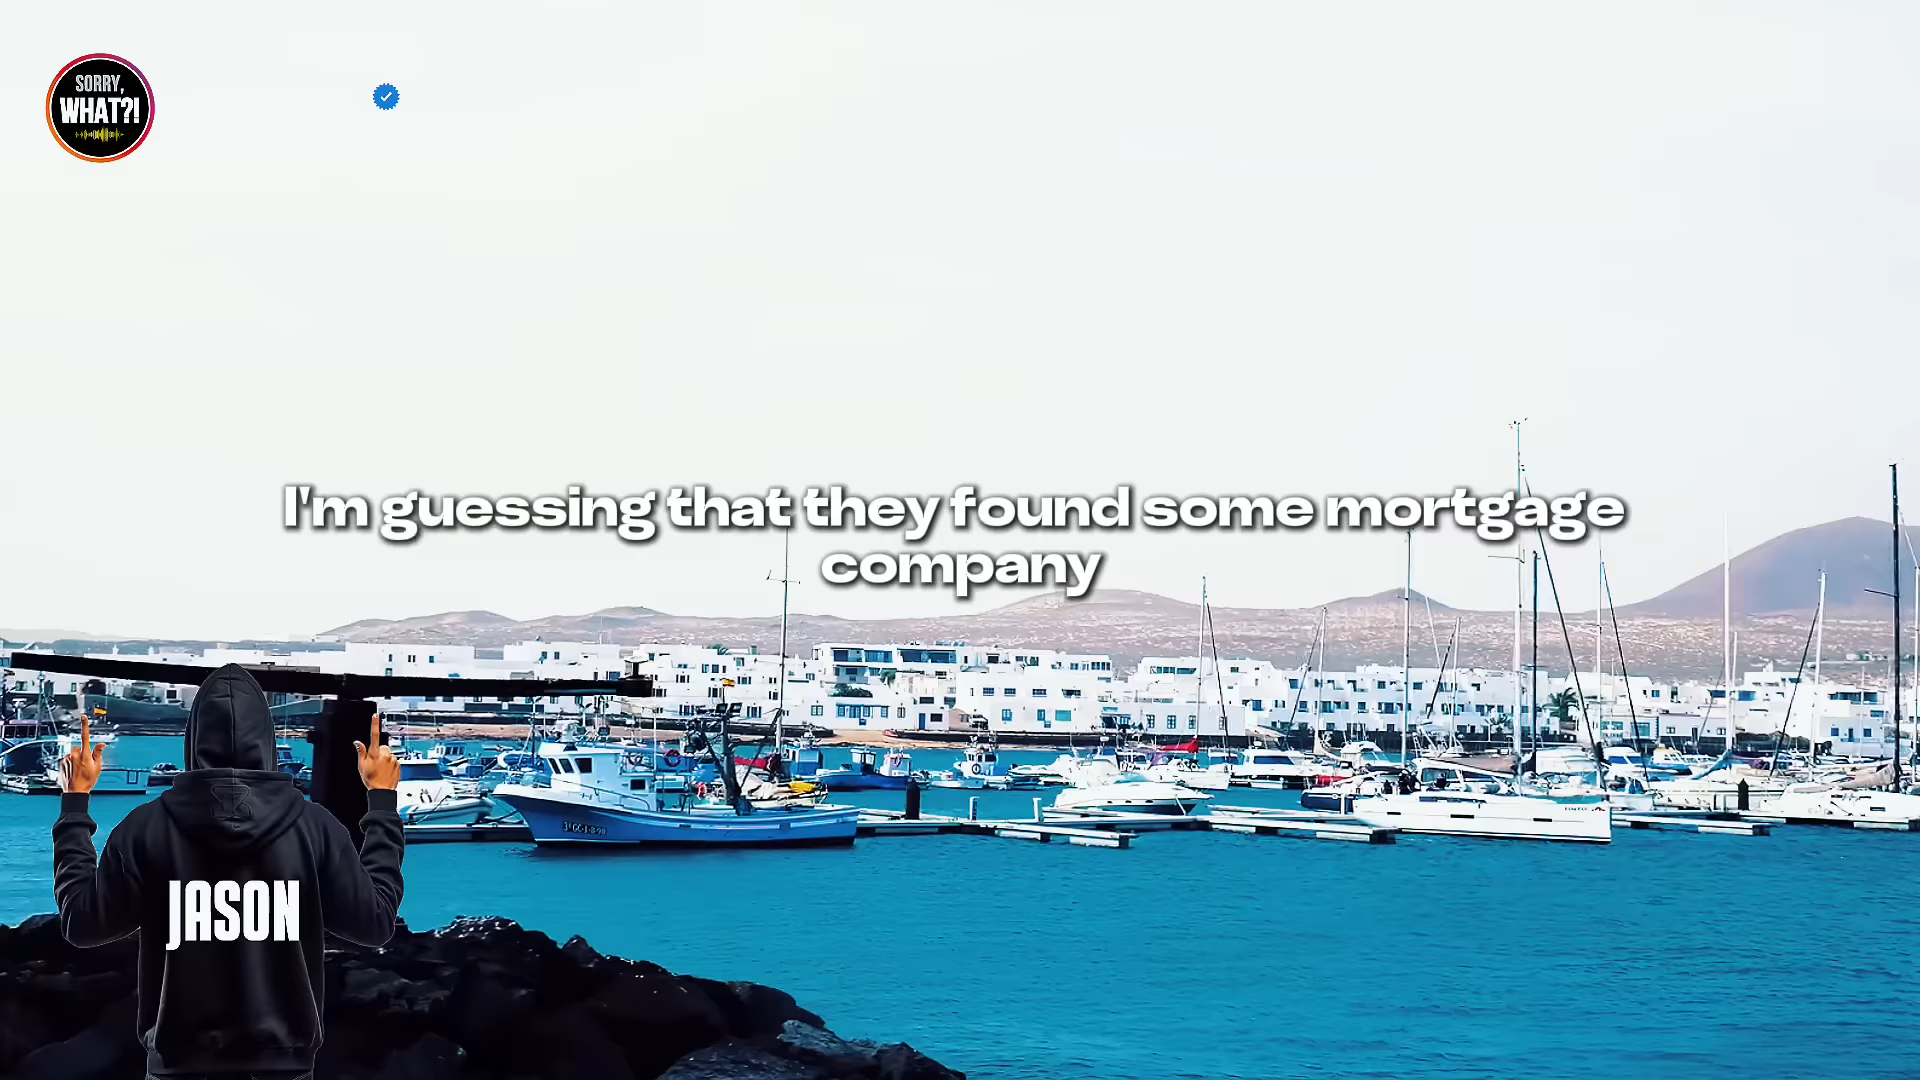 SORRY,
WHAT?!
I'm guessing that they found some mortgage
company
JASON